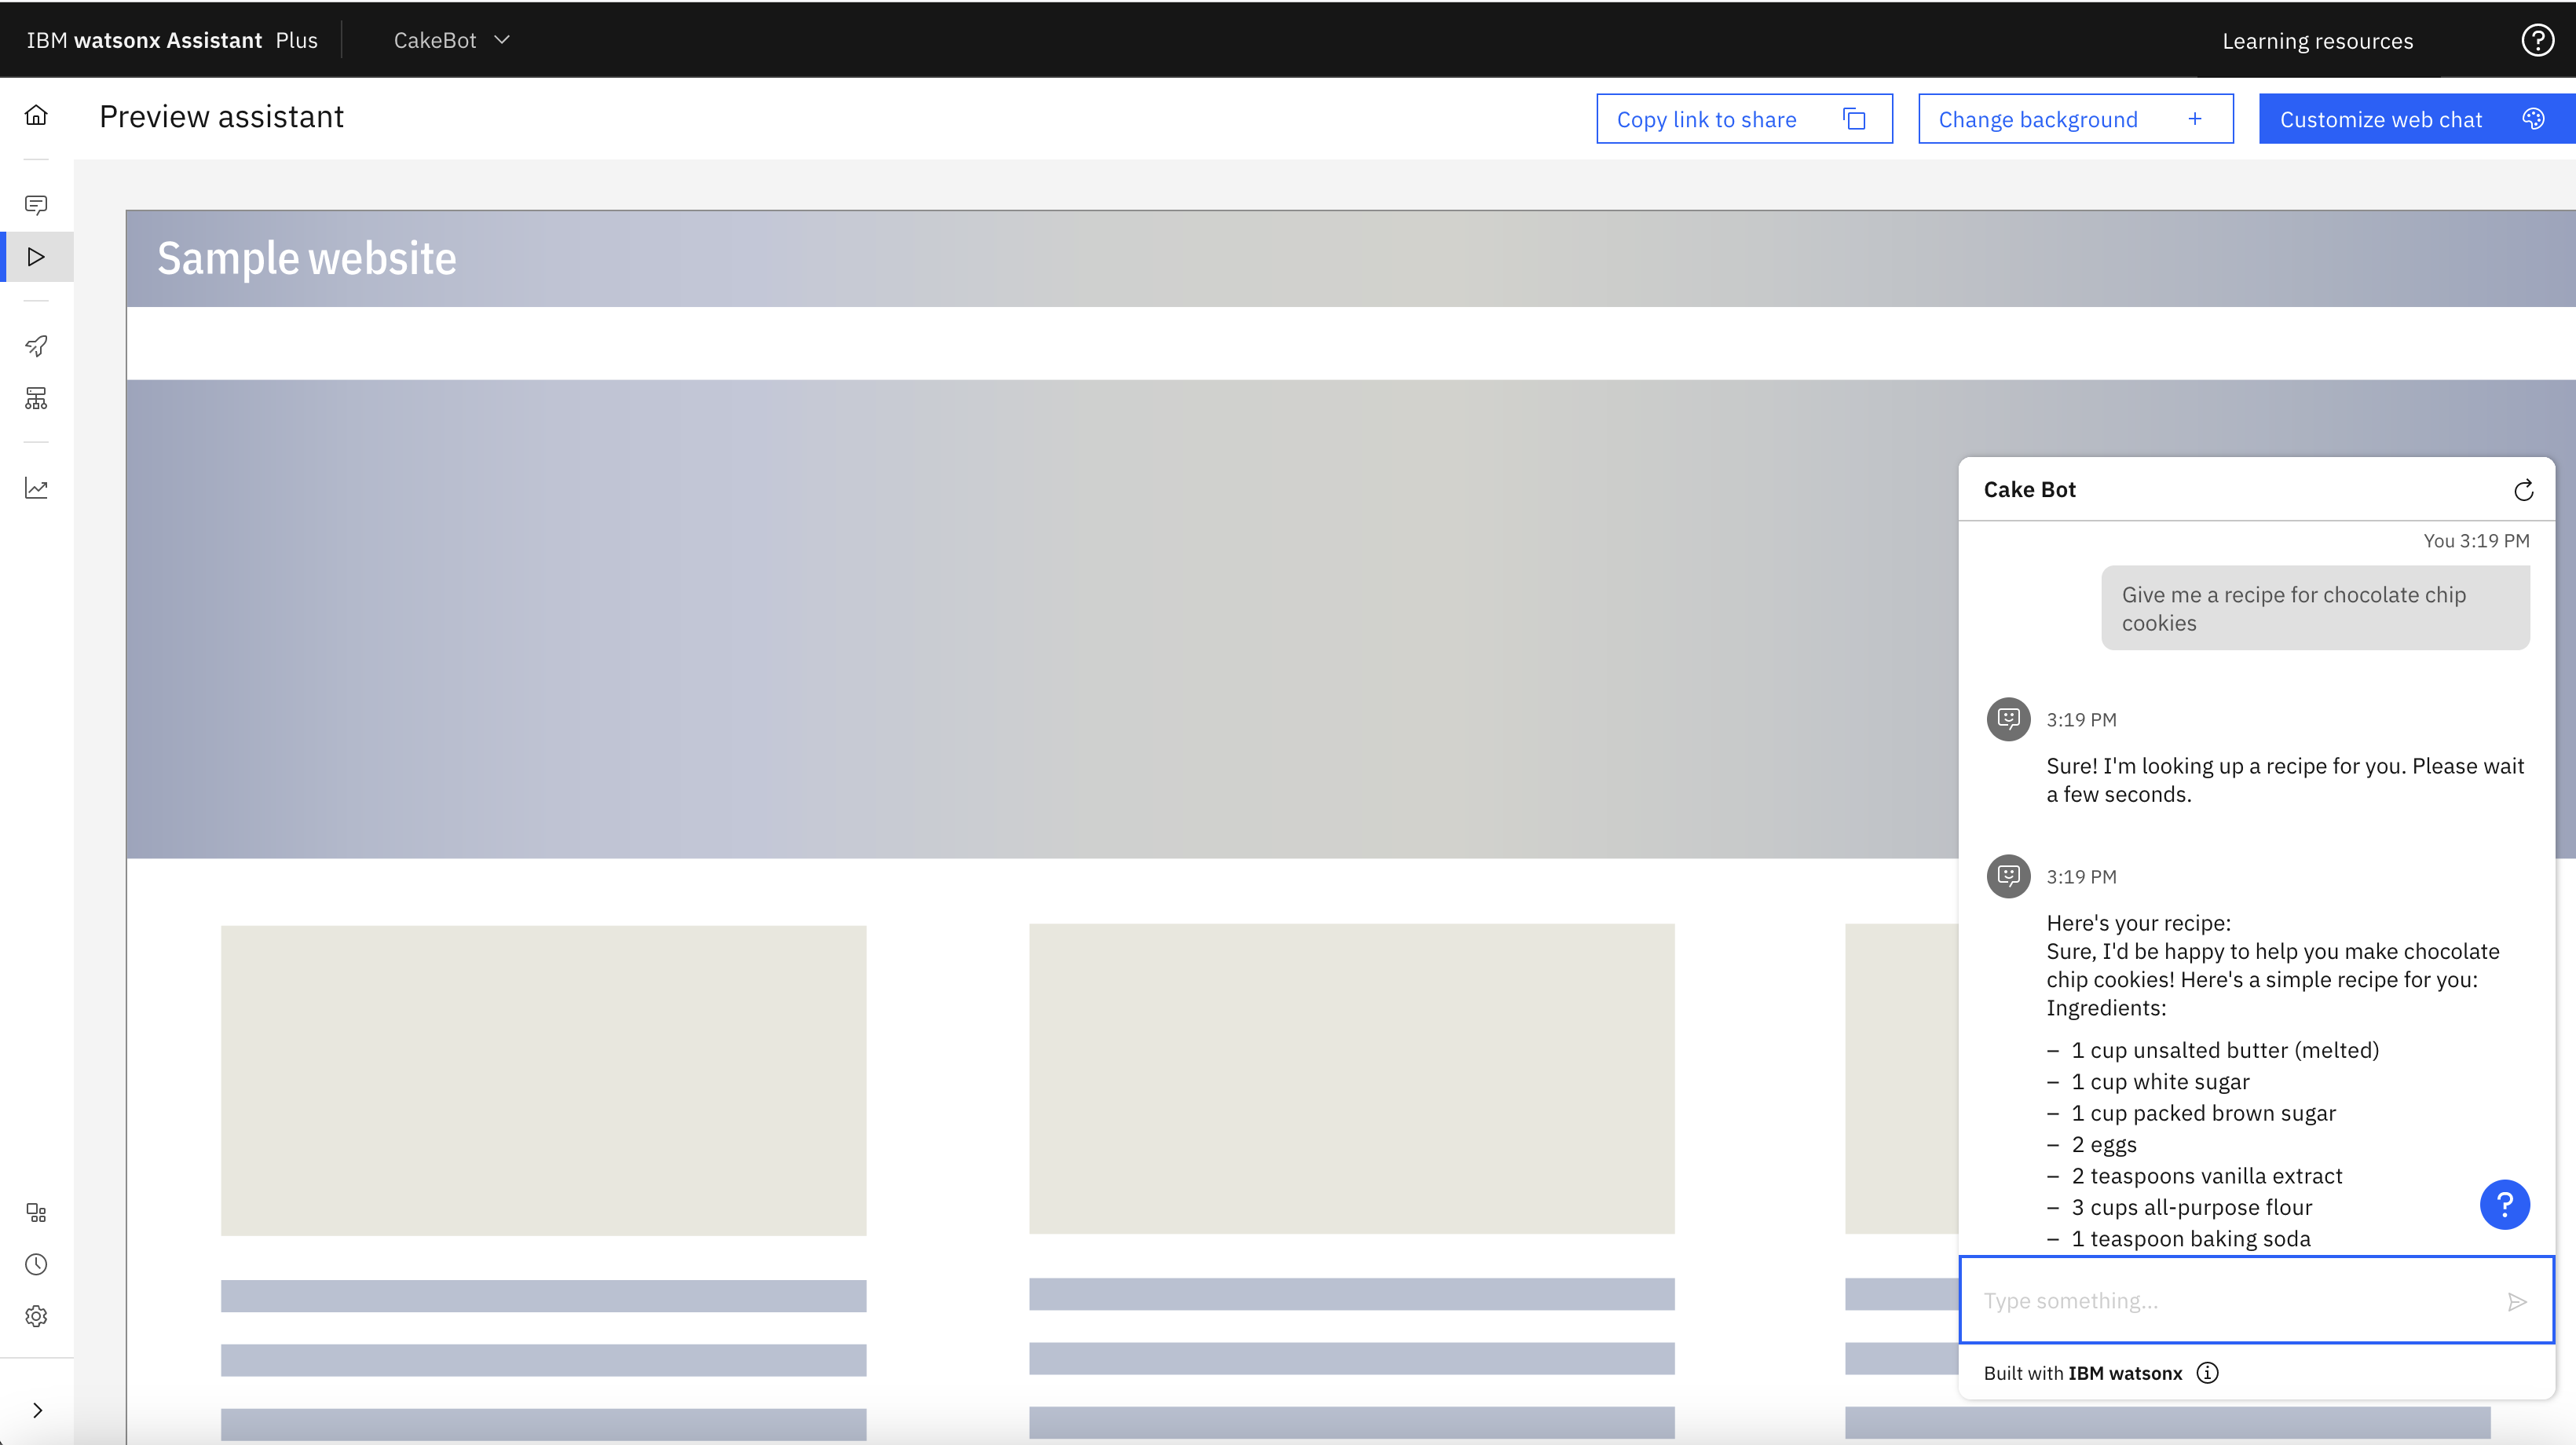 IBM watsonx Assistant Plus
CakeBot
Learning resources
Preview assistant
Copy link to share
Change background +
Customize web chat
Sample website
Cake Bot
You 3:19 PM
Give me a recipe for chocolate chip
cookies
3:19 PM
Sure! I'm looking up a recipe for you. Please wait
a few seconds.
3:19 PM
Here's your recipe:
Sure, I'd be happy to help you make chocolate
chip cookies! Here's a simple recipe for you:
Ingredients:
– 1 cup unsalted butter (melted)
– 1 cup white sugar
– 1 cup packed brown sugar
– 2 eggs
– 2 teaspoons vanilla extract
– 3 cups all-purpose flour
– 1 teaspoon baking soda
?
Type something...
Built with IBM watsonx